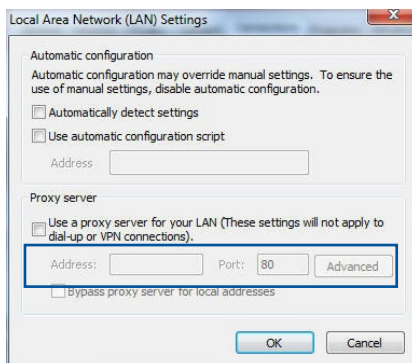 Local Area Network (LAN) Settings
Automatic configuration
Automatic configuration may override manual settings. To ensure the
use of manual settings, disable automatic configuration.
Automatically detect settings
Use automatic configuration script
Address
Proxy server
Use a proxy server for your LAN (These settings will not apply to
dial-up or VPN connections).
Address: Port: 80 Advanced
Bypass proxy server for local addresses
OK Cancel